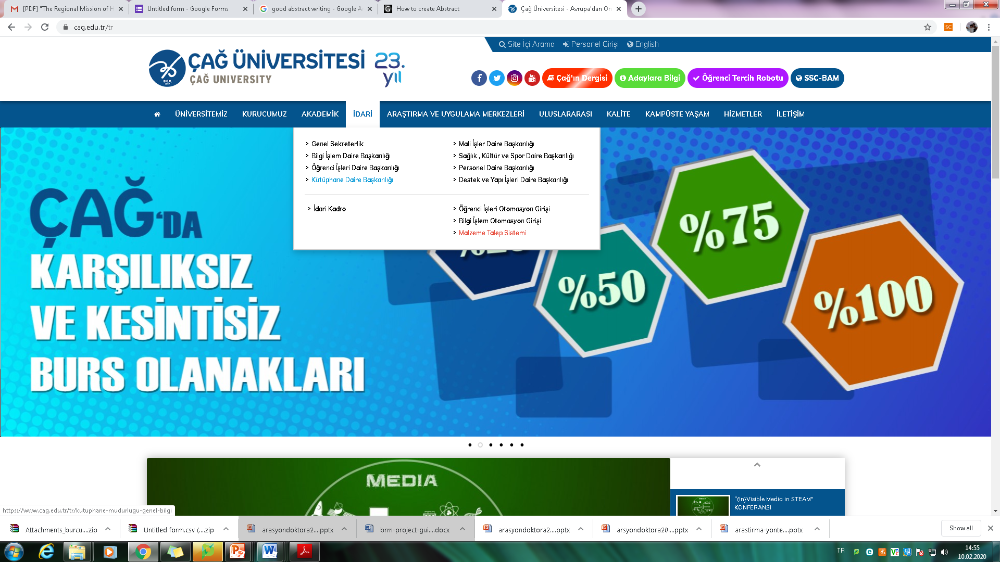 [PDF] "The Regional Mission of H
Untitled form - Google Forms
good abstract writing - Google A
How to create Abstract
Çağ Üniversitesi - Avrupa'dan On
cag.edu.tr/tr
SC
Site İçi Arama
Personel Girişi
English
ÇAĞ ÜNİVERSİTESİ
ÇAĞ UNIVERSITY
B.E.V.
1997
23.
yıl
Çağ'ın Dergisi
Adaylara Bilgi
Öğrenci Tercih Robotu
SSC-BAM
ÜNİVERSİTEMİZ
KURUCUMUZ
AKADEMİK
İDARİ
ARAŞTIRMA VE UYGULAMA MERKEZLERİ
ULUSLARARASI
KALİTE
KAMPÜSTE YAŞAM
HİZMETLER
İLETİŞİM
Genel Sekreterlik
Bilgi İşlem Daire Başkanlığı
Öğrenci İşleri Daire Başkanlığı
Kütüphane Daire Başkanlığı
Mali İşler Daire Başkanlığı
Sağlık , Kültür ve Spor Daire Başkanlığı
Personel Daire Başkanlığı
Destek ve Yapı İşleri Daire Başkanlığı
İdari Kadro
Öğrenci İşleri Otomasyon Girişi
Bilgi İşlem Otomasyon Girişi
Malzeme Talep Sistemi
ÇAĞ'DA
KARŞILIKSIZ
VE KESİNTİSİZ
BURS OLANAKLARI
%50
%75
%100
MEDIA
"(In)Visible Media in STEAM"
KONFERANSI
https://www.cag.edu.tr/tr/kutuphane-mudurlugu-genel-bilgi
Attachments_burcu....zip
Untitled form.csv (....zip
arasyondoktora2....pptx
brm-project-gui....docx
arasyondoktora2....pptx
arsyondoktora20....pptx
arastirma-yonte....pptx
Show all
TR
14:55
10.02.2020